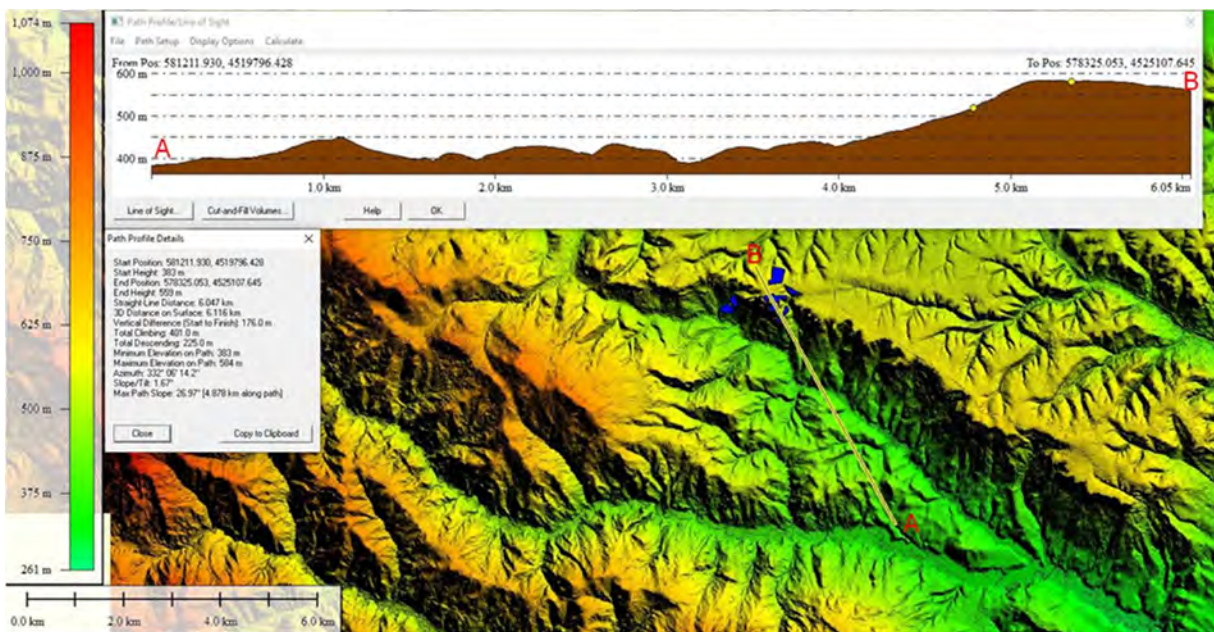 1,074 m
1,000 m
875 m
750 m
625 m
500 m
375 m
261 m
Path Profile/Line of Sight
File Path Setup Display Options Calculate
From Pos: 581211.930, 4519796.428
To Pos: 578325.053, 4525107.645
600 m
500 m
400 m
A
B
1.0 km
2.0 km
3.0 km
4.0 km
5.0 km
6.05 km
Line of Sight...
Cut-and-Fill Volumes...
Help
OK
Path Profile Details
Start Position: 581211.930, 4519796.428
Start Height: 383 m
End Position: 578325.053, 4525107.645
End Height: 559 m
Straight-Line Distance: 6.047 km
3D Distance on Surface: 6.116 km
Vertical Difference (Start to Finish): 176.0 m
Total Climbing: 401.0 m
Total Descending: 225.0 m
Minimum Elevation on Path: 383 m
Maximum Elevation on Path: 584 m
Azimuth: 332° 06' 14.2"
Slope/Tilt: 1.67°
Max Path Slope: 26.97° [4.878 km along path]
Close
Copy to Clipboard
B
A
0.0 km
2.0 km
4.0 km
6.0 km